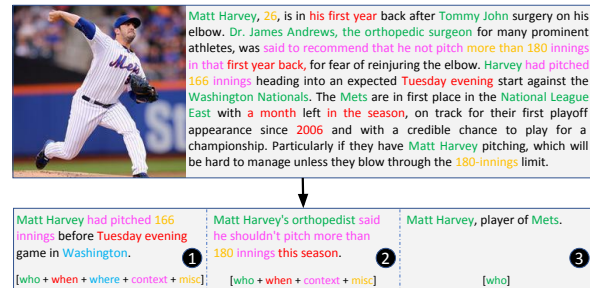 Matt Harvey, 26, is in his first year back after Tommy John surgery on his
elbow. Dr. James Andrews, the orthopedic surgeon for many prominent
athletes, was said to recommend that he not pitch more than 180 innings
in that first year back, for fear of reinjuring the elbow. Harvey had pitched
166 innings heading into an expected Tuesday evening start against the
Washington Nationals. The Mets are in first place in the National League
East with a month left in the season, on track for their first playoff
appearance since 2006 and with a credible chance to play for a
championship. Particularly if they have Matt Harvey pitching, which will
be hard to manage unless they blow through the 180-innings limit.
Mets
Matt Harvey had pitched 166
innings before Tuesday evening
game in Washington.
1
[who + when + where + context + misc]
Matt Harvey's orthopedist said
he shouldn't pitch more than
180 innings this season.
2
[who + when + context + misc]
Matt Harvey, player of Mets.
3
[who]